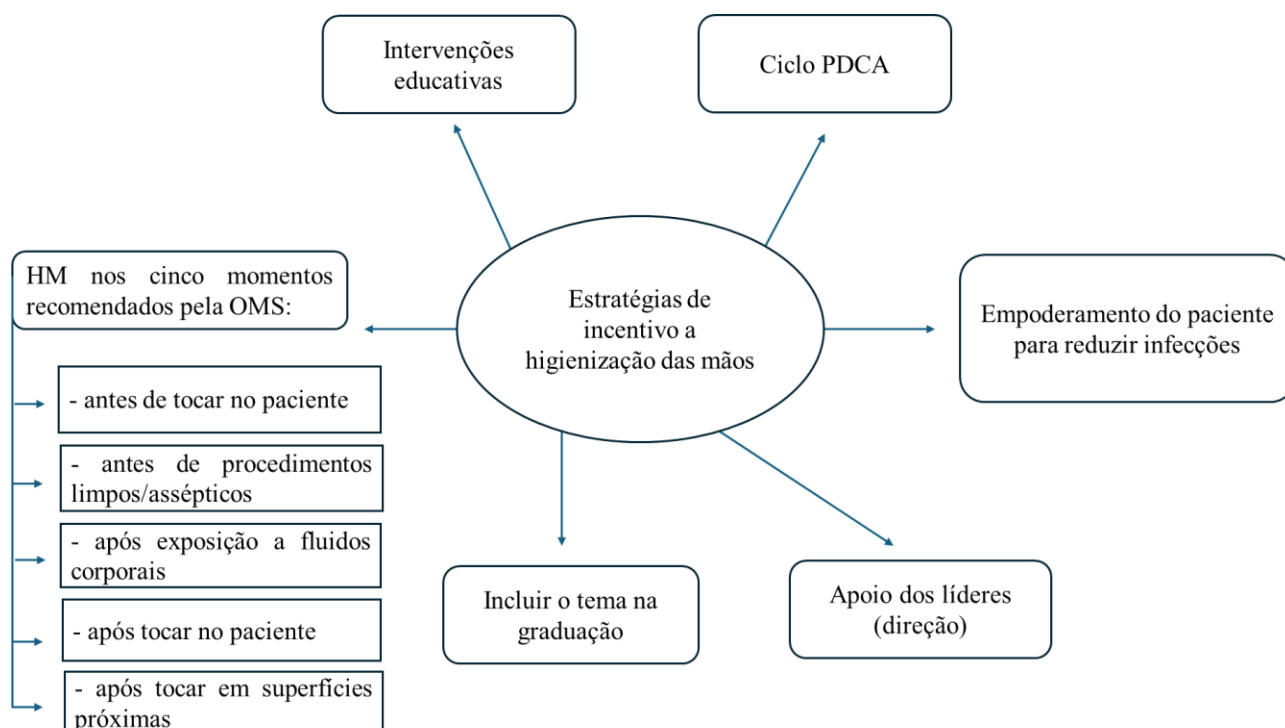 Intervenções
educativas
Ciclo PDCA
HM nos cinco momentos
recomendados pela OMS:
Estratégias de
incentivo a
higienização das mãos
Empoderamento do paciente
para reduzir infecções
- antes de tocar no paciente
- antes de procedimentos
limpos/assépticos
- após exposição a fluidos
corporais
- após tocar no paciente
- após tocar em superfícies
próximas
Incluir o tema na
graduação
Apoio dos líderes
(direção)